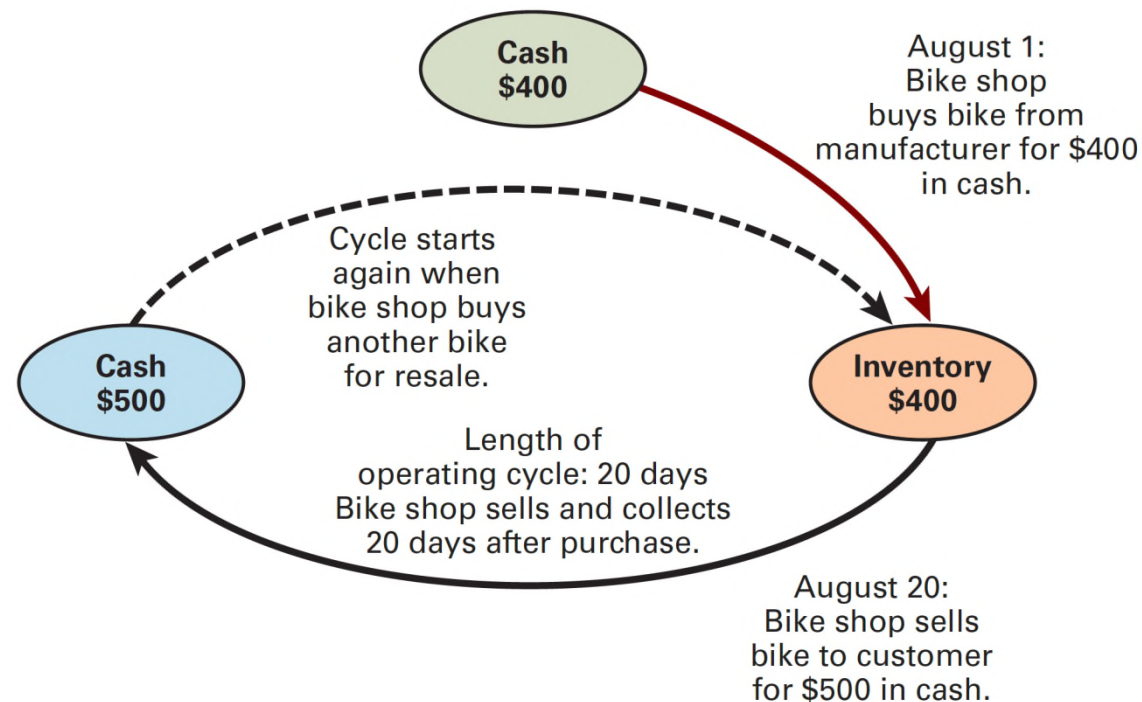 Cash
$400
August 1:
Bike shop
buys bike from
manufacturer for $400
in cash.
Cycle starts
again when
bike shop buys
another bike
for resale.
Cash
$500
Inventory
$400
Length of
operating cycle: 20 days
Bike shop sells and collects
20 days after purchase.
August 20:
Bike shop sells
bike to customer
for $500 in cash.